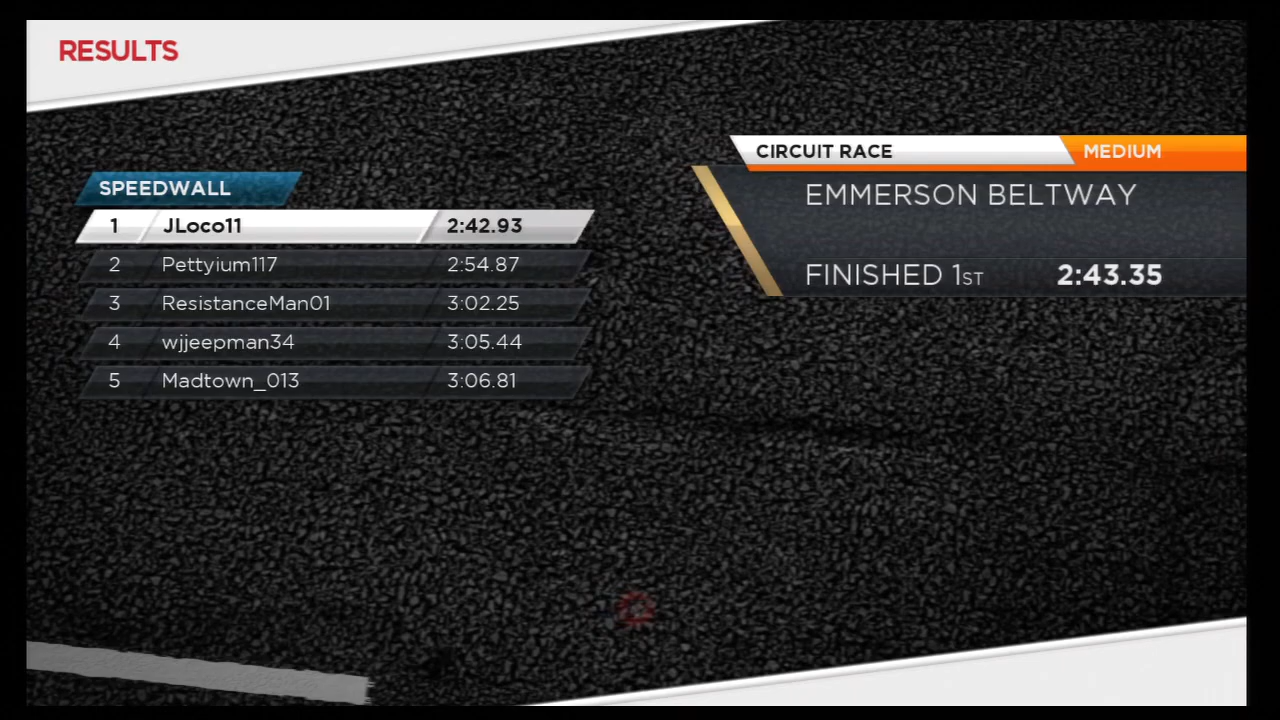 RESULTS
SPEEDWALL
1 JLoco11 2:42.93
2 Pettyium117 2:54.87
3 ResistanceMan01 3:02.25
4 wjjeepman34 3:05.44
5 Madtown_013 3:06.81
CIRCUIT RACE MEDIUM
EMMERSON BELTWAY
FINISHED 1ST 2:43.35